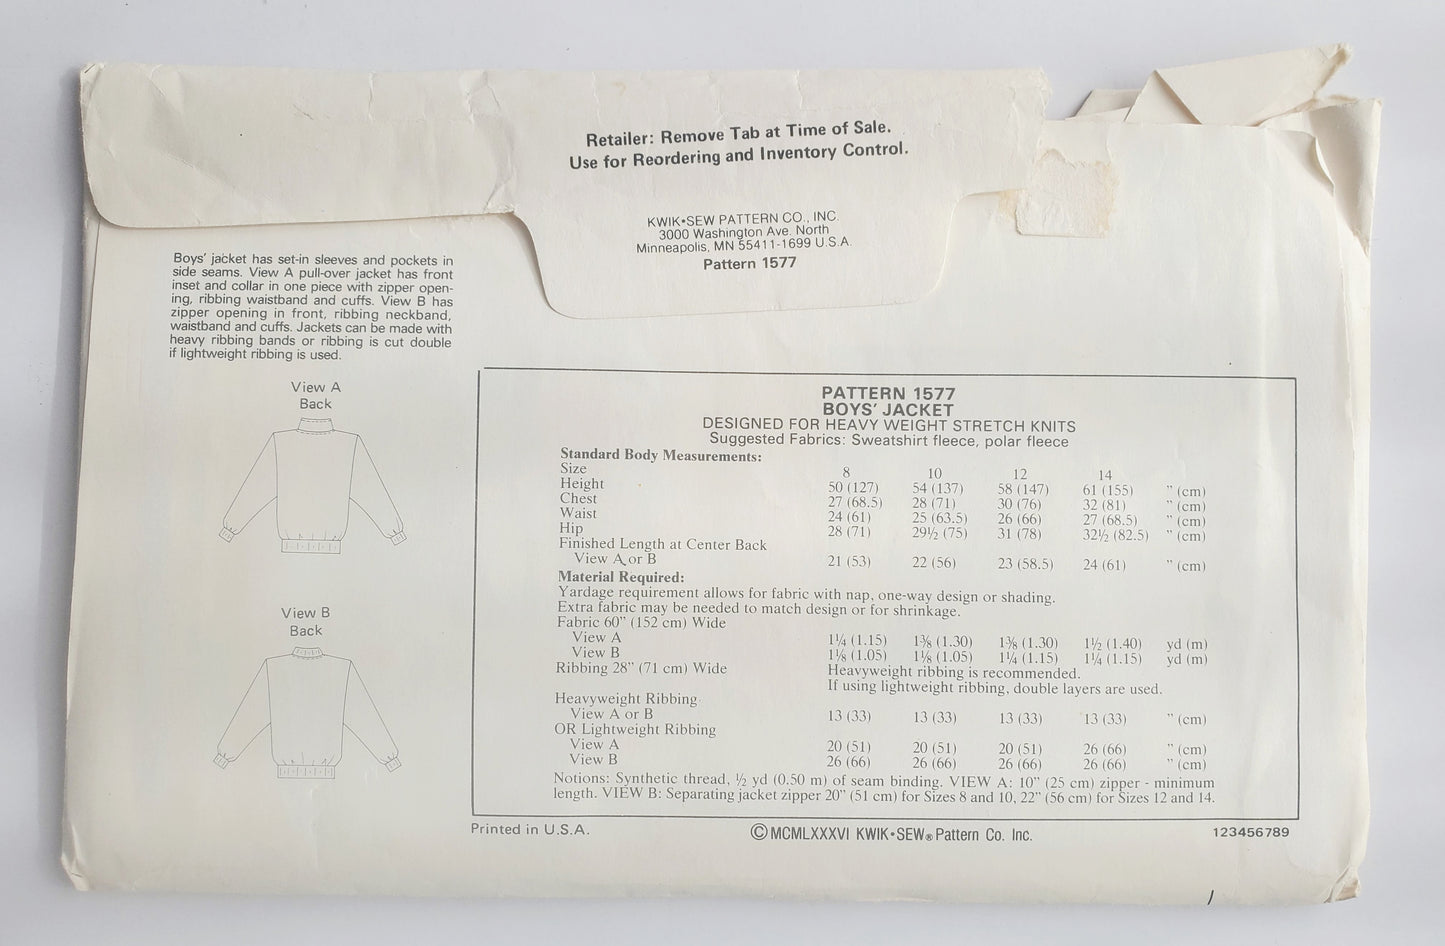 Retailer: Remove Tab at Time of Sale.
Use for Reordering and Inventory Control.
KWIK•SEW PATTERN CO., INC.
3000 Washington Ave. North
Minneapolis, MN 55411-1699 U.S.A.
Pattern 1577
Boys' jacket has set-in sleeves and pockets in
side seams. View A pull-over jacket has front
inset and collar in one piece with zipper open-
ing, ribbing waistband and cuffs. View B has
zipper opening in front, ribbing neckband,
waistband and cuffs. Jackets can be made with
heavy ribbing bands or ribbing is cut double
if lightweight ribbing is used.
View A
Back
View B
Back
PATTERN 1577
BOYS' JACKET
DESIGNED FOR HEAVY WEIGHT STRETCH KNITS
Suggested Fabrics: Sweatshirt fleece, polar fleece
Standard Body Measurements:
Size 8 10 12 14
Height 50 (127) 54 (137) 58 (147) 61 (155) " (cm)
Chest 27 (68.5) 28 (71) 30 (76) 32 (81) " (cm)
Waist 24 (61) 25 (63.5) 26 (66) 27 (68.5) " (cm)
Hip 28 (71) 29½ (75) 31 (78) 32½ (82.5) " (cm)
Finished Length at Center Back
View A or B 21 (53) 22 (56) 23 (58.5) 24 (61) " (cm)
Material Required:
Yardage requirement allows for fabric with nap, one-way design or shading.
Extra fabric may be needed to match design or for shrinkage.
Fabric 60" (152 cm) Wide
View A 1¼ (1.15) 1⅜ (1.30) 1⅜ (1.30) 1½ (1.40) yd (m)
View B 1⅛ (1.05) 1⅛ (1.05) 1¼ (1.15) 1¼ (1.15) yd (m)
Ribbing 28" (71 cm) Wide Heavyweight ribbing is recommended.
If using lightweight ribbing, double layers are used.
Heavyweight Ribbing
View A or B 13 (33) 13 (33) 13 (33) 13 (33) " (cm)
OR Lightweight Ribbing
View A 20 (51) 20 (51) 20 (51) 26 (66) " (cm)
View B 26 (66) 26 (66) 26 (66) 26 (66) " (cm)
Notions: Synthetic thread, ½ yd (0.50 m) of seam binding. VIEW A: 10" (25 cm) zipper - minimum
length. VIEW B: Separating jacket zipper 20" (51 cm) for Sizes 8 and 10, 22" (56 cm) for Sizes 12 and 14.
Printed in U.S.A. ©MCMLXXXVI KWIK•SEW® Pattern Co. Inc. 123456789